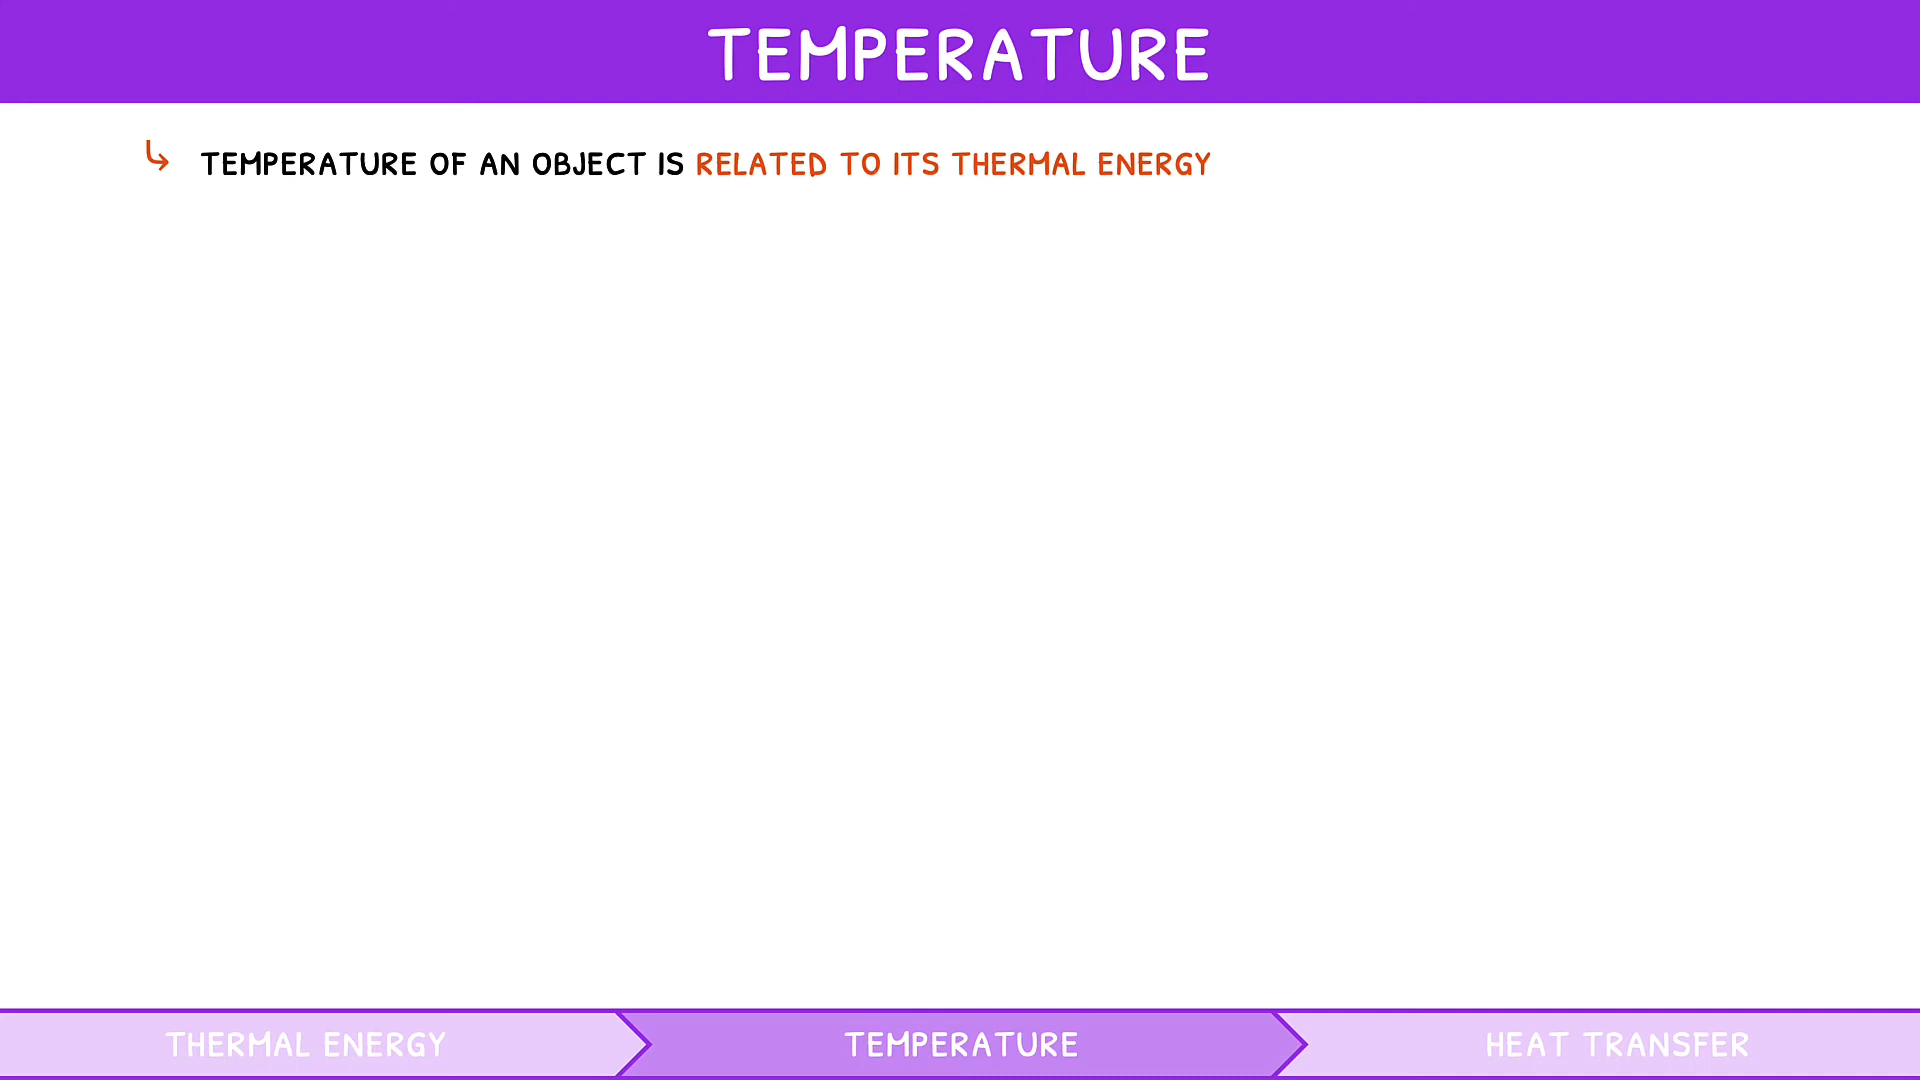 TEMPERATURE
TEMPERATURE OF AN OBJECT IS RELATED TO ITS THERMAL ENERGY
THERMAL ENERGY
TEMPERATURE
HEAT TRANSFER